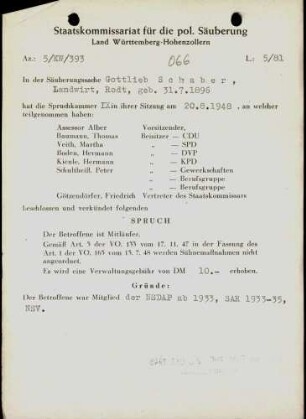 Staatskommissariat für die pol. Säuberung
Land Württemberg-Hohenzollern
Az.: 5/XH/393 066 L: 5/81
In der Säuberungssache Gottlieb Schaber,
Landwirt, Rodt, geb. 31.7.1896
hat die Spruchkammer IX in ihrer Sitzung am 20.8.1948, an welcher
teilgenommen haben:
Assessor Alber Vorsitzender,
Baumann, Thomas Beisitzer — CDU
Veith, Martha „ — SPD
Boden, Hermann „ — DVP
Kienle, Hermann „ — KPD
Schultheiß, Peter „ — Gewerkschaften
„ — Berufsgruppe
„ — Berufsgruppe
Götzendörfer, Friedrich Vertreter des Staatskommissars
beschlossen und verkündet folgenden
SPRUCH
Der Betroffene ist Mitläufer.
Gemäß Art. 3 der VO. 133 vom 17. 11. 47 in der Fassung des
Art. 1 der VO. 165 vom 13. 7. 48 werden Sühnemaßnahmen nicht
angeordnet.
Es wird eine Verwaltungsgebühr von DM 10.— erhoben.
Gründe:
Der Betroffene war Mitglied der NSDAP ab 1933, SAR 1933-35,
NSV.